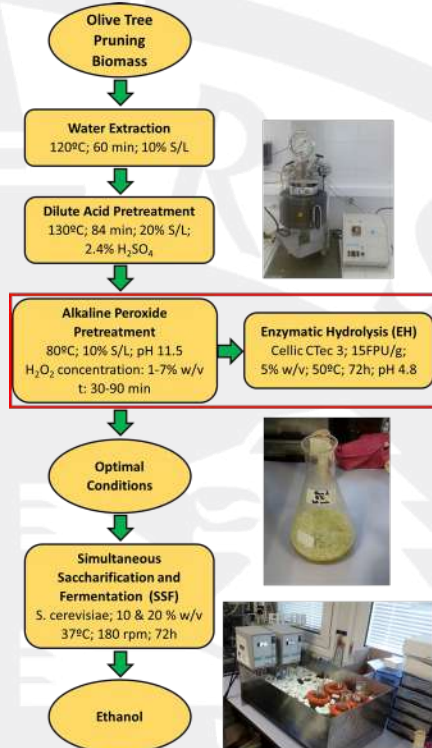 Olive Tree
Pruning
Biomass
Water Extraction
120ºC; 60 min; 10% S/L
Dilute Acid Pretreatment
130ºC; 84 min; 20% S/L;
2.4% H₂SO₄
Alkaline Peroxide
Pretreatment
80ºC; 10% S/L; pH 11.5
H₂O₂ concentration: 1-7% w/v
t: 30-90 min
Enzymatic Hydrolysis (EH)
Cellic CTec 3; 15FPU/g;
5% w/v; 50ºC; 72h; pH 4.8
Optimal
Conditions
Simultaneous
Saccharification and
Fermentation (SSF)
S. cerevisiae; 10 & 20 % w/v
37ºC; 180 rpm; 72h
Ethanol